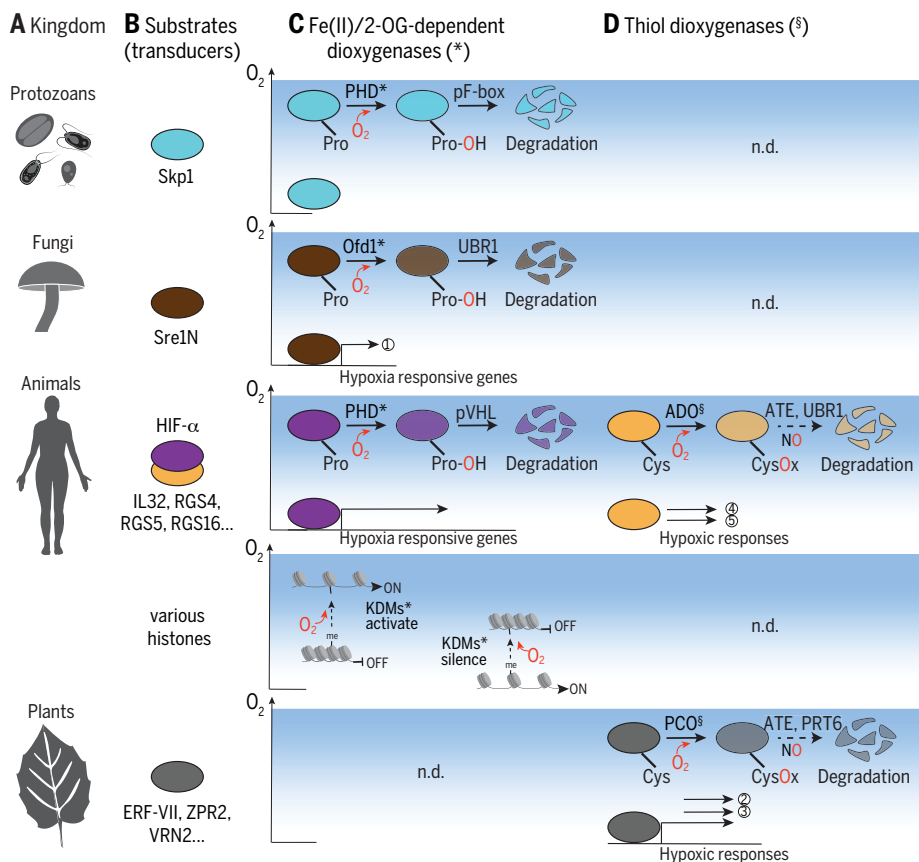 A Kingdom
B Substrates
(transducers)
C Fe(II)/2-OG-dependent
dioxygenases (*)
D Thiol dioxygenases (§)
Protozoans
Skp1
O2
PHD*
O2
Pro
pF-box
Pro-OH
Degradation
n.d.
Fungi
Sre1N
O2
Ofd1*
O2
Pro
UBR1
Pro-OH
Degradation
①
Hypoxia responsive genes
n.d.
Animals
HIF-α
IL32, RGS4,
RGS5, RGS16...
O2
PHD*
O2
Pro
pVHL
Pro-OH
Degradation
Hypoxia responsive genes
ADO§
O2
Cys
ATE, UBR1
NO
CysOx
Degradation
④
⑤
Hypoxic responses
various
histones
O2
ON
KDMs*
activate
O2
me
OFF
OFF
KDMs*
silence
O2
me
ON
n.d.
Plants
ERF-VII, ZPR2,
VRN2...
O2
n.d.
PCO§
O2
Cys
ATE, PRT6
NO
CysOx
Degradation
②
③
Hypoxic responses